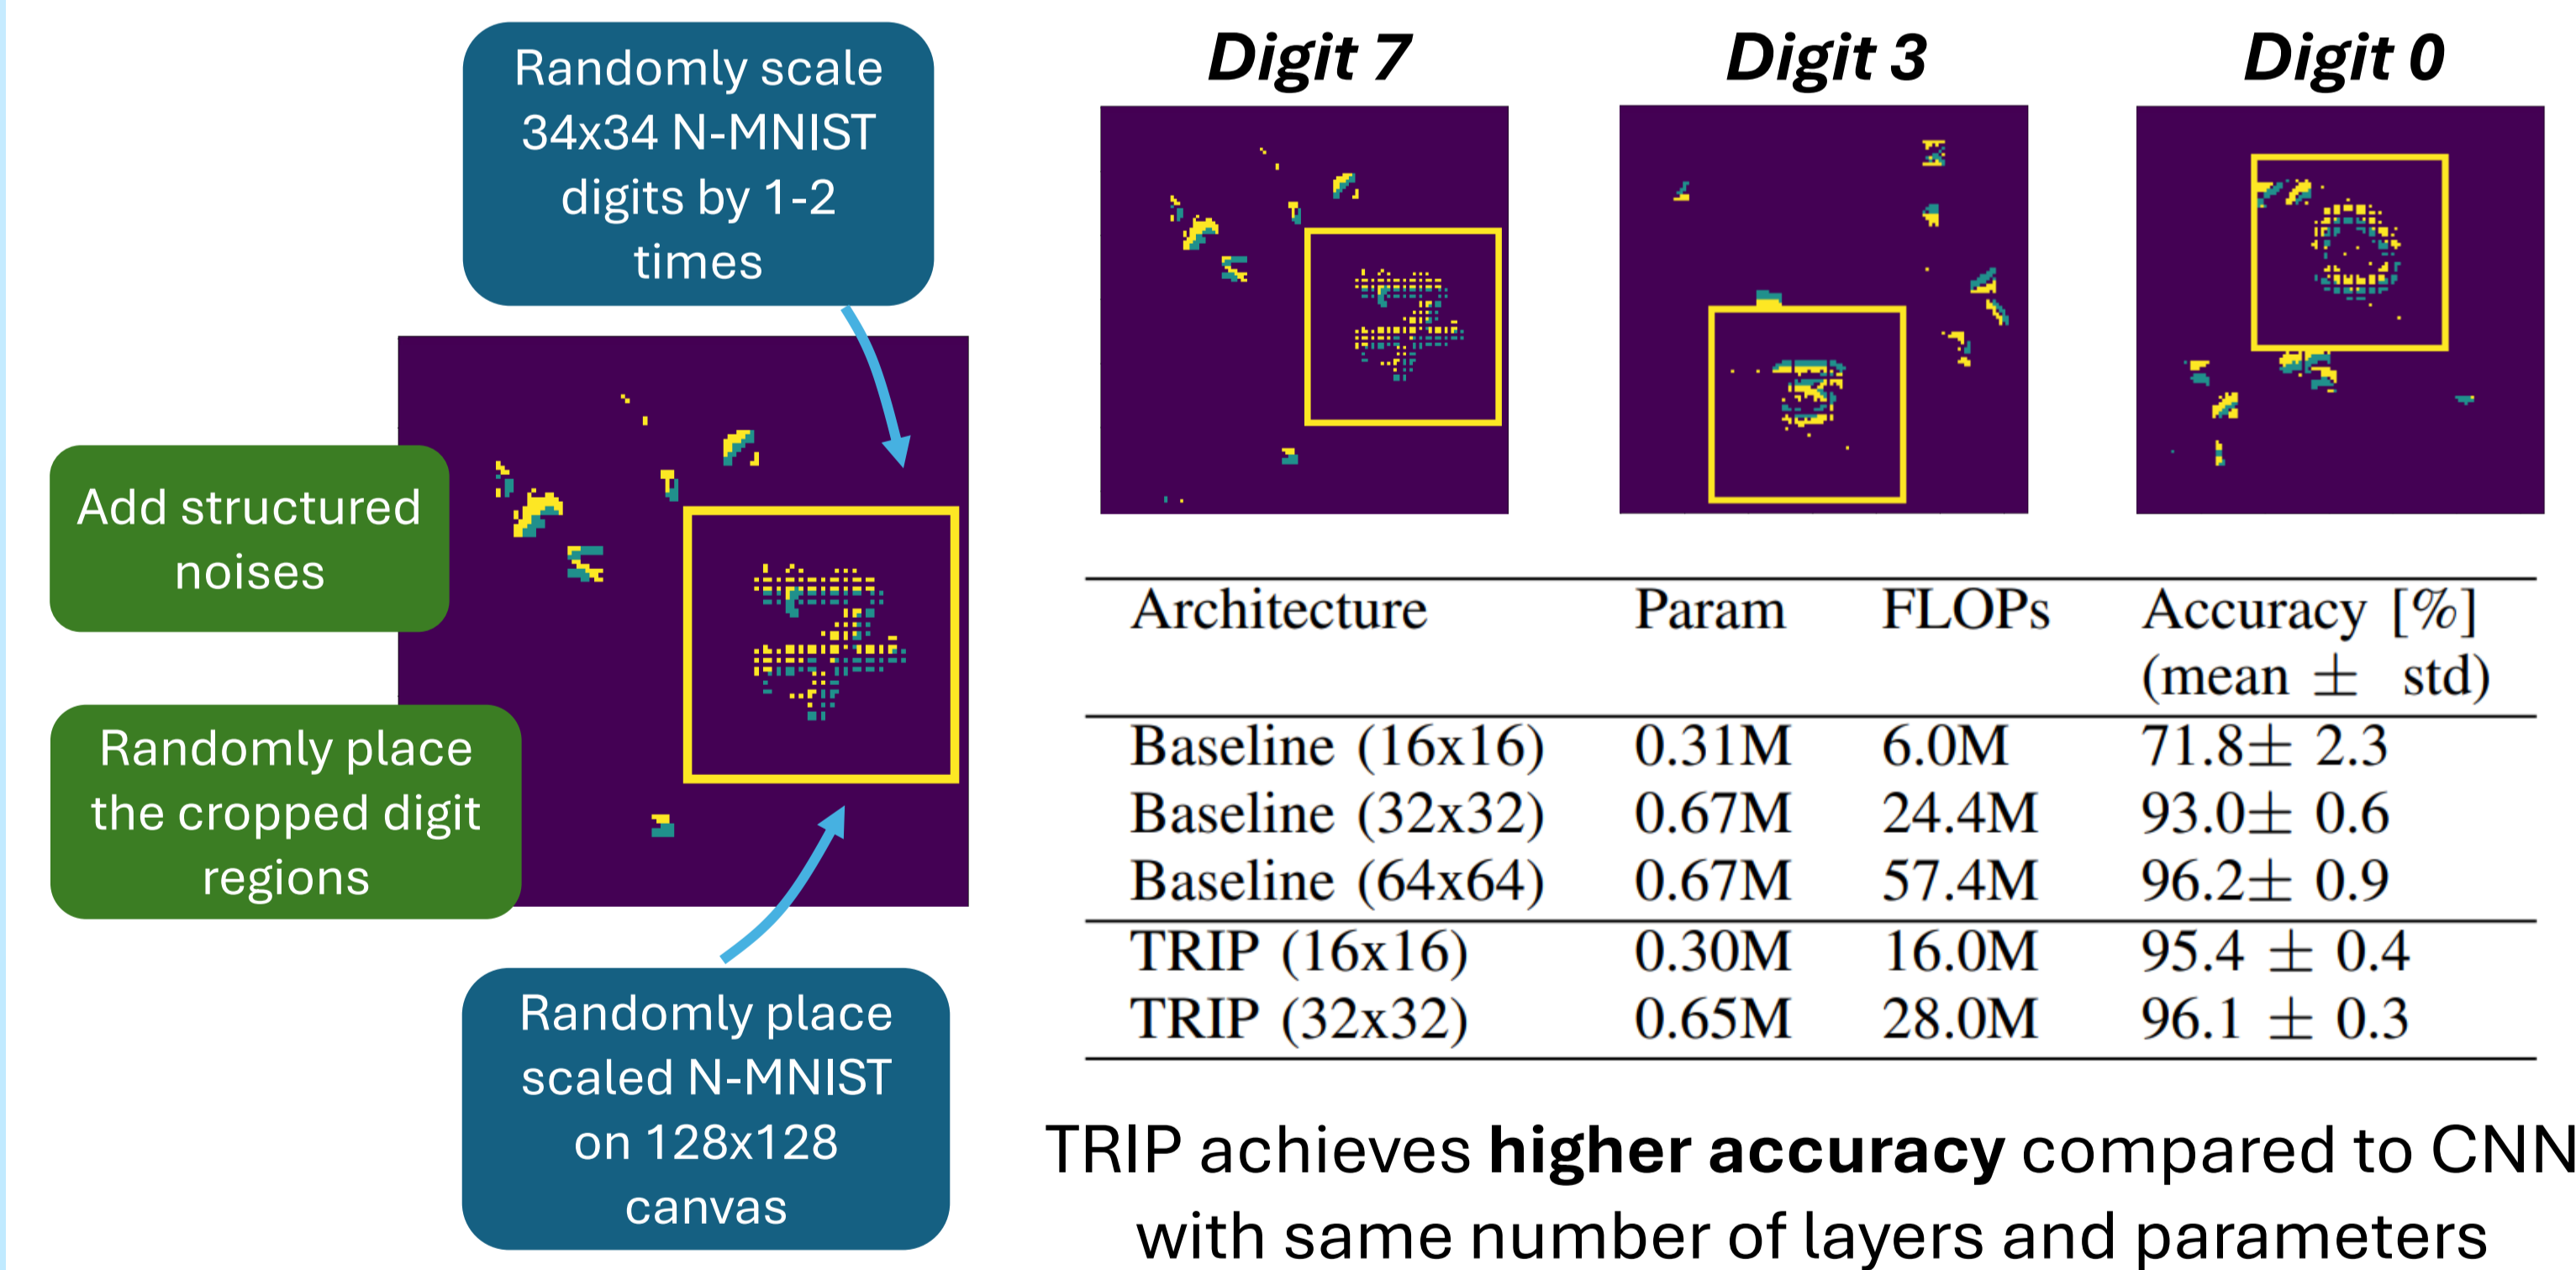 Randomly scale
34x34 N-MNIST
digits by 1-2
times
Add structured
noises
Randomly place
the cropped digit
regions
Randomly place
scaled N-MNIST
on 128x128
canvas
Digit 7
Digit 3
Digit 0
Architecture Param FLOPs Accuracy [%]
(mean ± std)
Baseline (16x16) 0.31M 6.0M 71.8± 2.3
Baseline (32x32) 0.67M 24.4M 93.0± 0.6
Baseline (64x64) 0.67M 57.4M 96.2± 0.9
TRIP (16x16) 0.30M 16.0M 95.4 ± 0.4
TRIP (32x32) 0.65M 28.0M 96.1 ± 0.3
TRIP achieves higher accuracy compared to CNN
with same number of layers and parameters